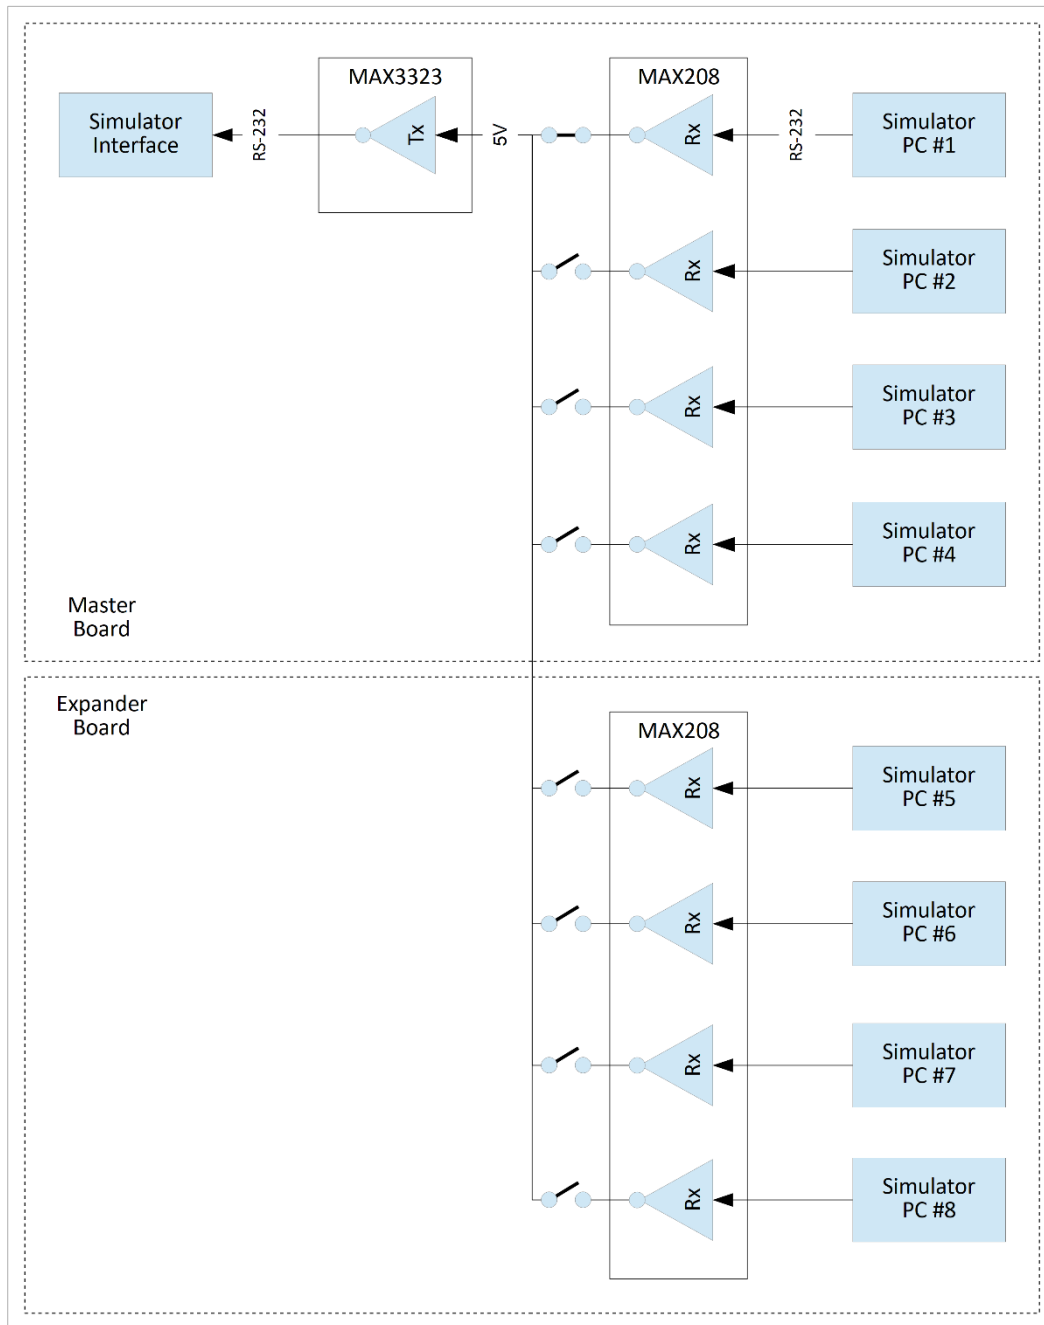 MAX3323
MAX208
Simulator
Interface
RS-232
Tx
5V
Rx
RS-232
Simulator
PC #1
Rx
Simulator
PC #2
Rx
Simulator
PC #3
Rx
Simulator
PC #4
Master
Board
Expander
Board
MAX208
Rx
Simulator
PC #5
Rx
Simulator
PC #6
Rx
Simulator
PC #7
Rx
Simulator
PC #8